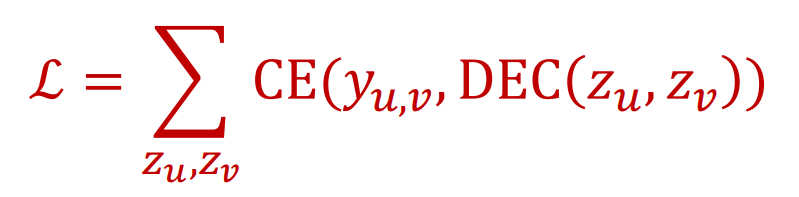 ℒ = ∑ CE(y_{u,v}, DEC(z_u, z_v))
z_u,z_v